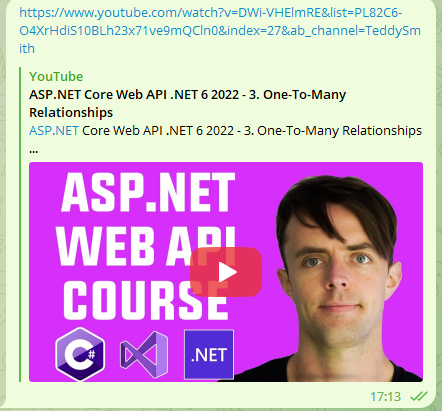 https://www.youtube.com/watch?v=DWi-VHElmRE&list=PL82C6-
O4XrHdiS10BLh23x71ve9mQCln0&index=27&ab_channel=TeddySm
ith
YouTube
ASP.NET Core Web API .NET 6 2022 - 3. One-To-Many
Relationships
ASP.NET Core Web API .NET 6 2022 - 3. One-To-Many Relationships
...
ASP.NET
WEB API
COURSE
C#
.NET
17:13